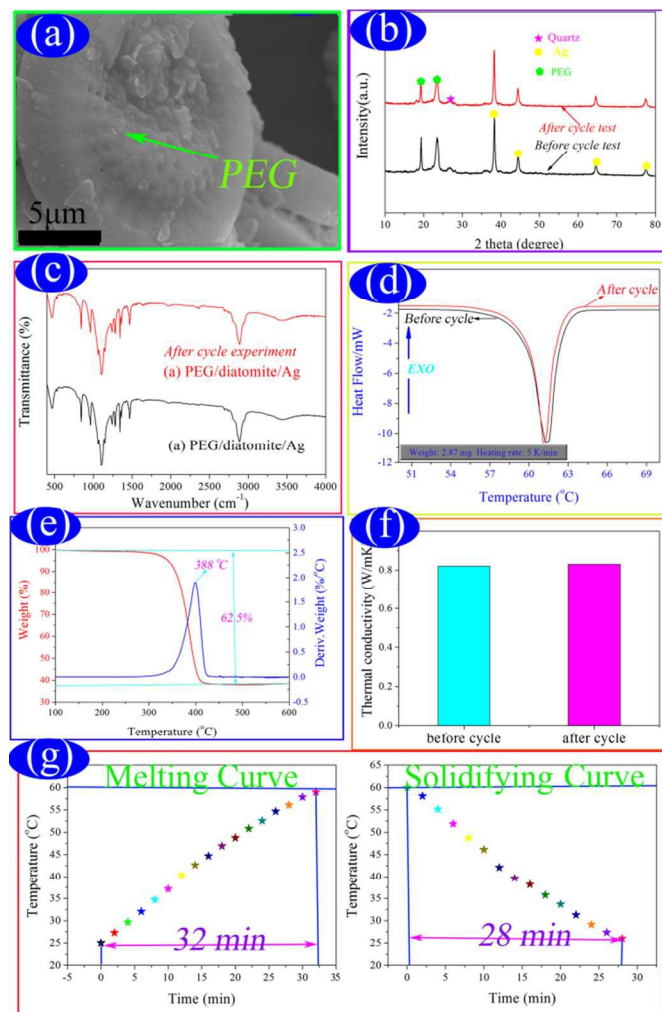 (a)
PEG
5μm
(b)
Intensity(a.u.)
Quartz
Ag
PEG
After cycle test
Before cycle test
10 20 30 40 50 60 70 80
2 theta (degree)
(c)
Transmittance (%)
After cycle experiment
(a) PEG/diatomite/Ag
(a) PEG/diatomite/Ag
1000 1500 2000 2500 3000 3500 4000
Wavenumber (cm⁻¹)
(d)
Heat Flow/mW
-2
-4
-6
-8
-10
-12
After cycle
Before cycle
EXO
Weight: 2.87 mg Heating rate: 5 K/min
51 54 57 60 63 66 69
Temperature (°C)
(e)
Weight (%)
100
90
80
70
60
50
40
30
388 °C
62.5%
2.5
2.0
1.5
1.0
0.5
0.0
-0.5
Deriv.Weight (%/°C)
100 200 300 400 500 600
Temperature (°C)
(f)
Thermal conductivity (W/mK)
0.8
0.6
0.4
0.2
0.0
before cycle after cycle
(g)
Melting Curve
Temperature (°C)
60
55
50
45
40
35
30
25
20
32 min
-5 0 5 10 15 20 25 30 35
Time (min)
Solidifying Curve
Temperature (°C)
65
60
55
50
45
40
35
30
25
20
28 min
-5 0 5 10 15 20 25 30
Time (min)